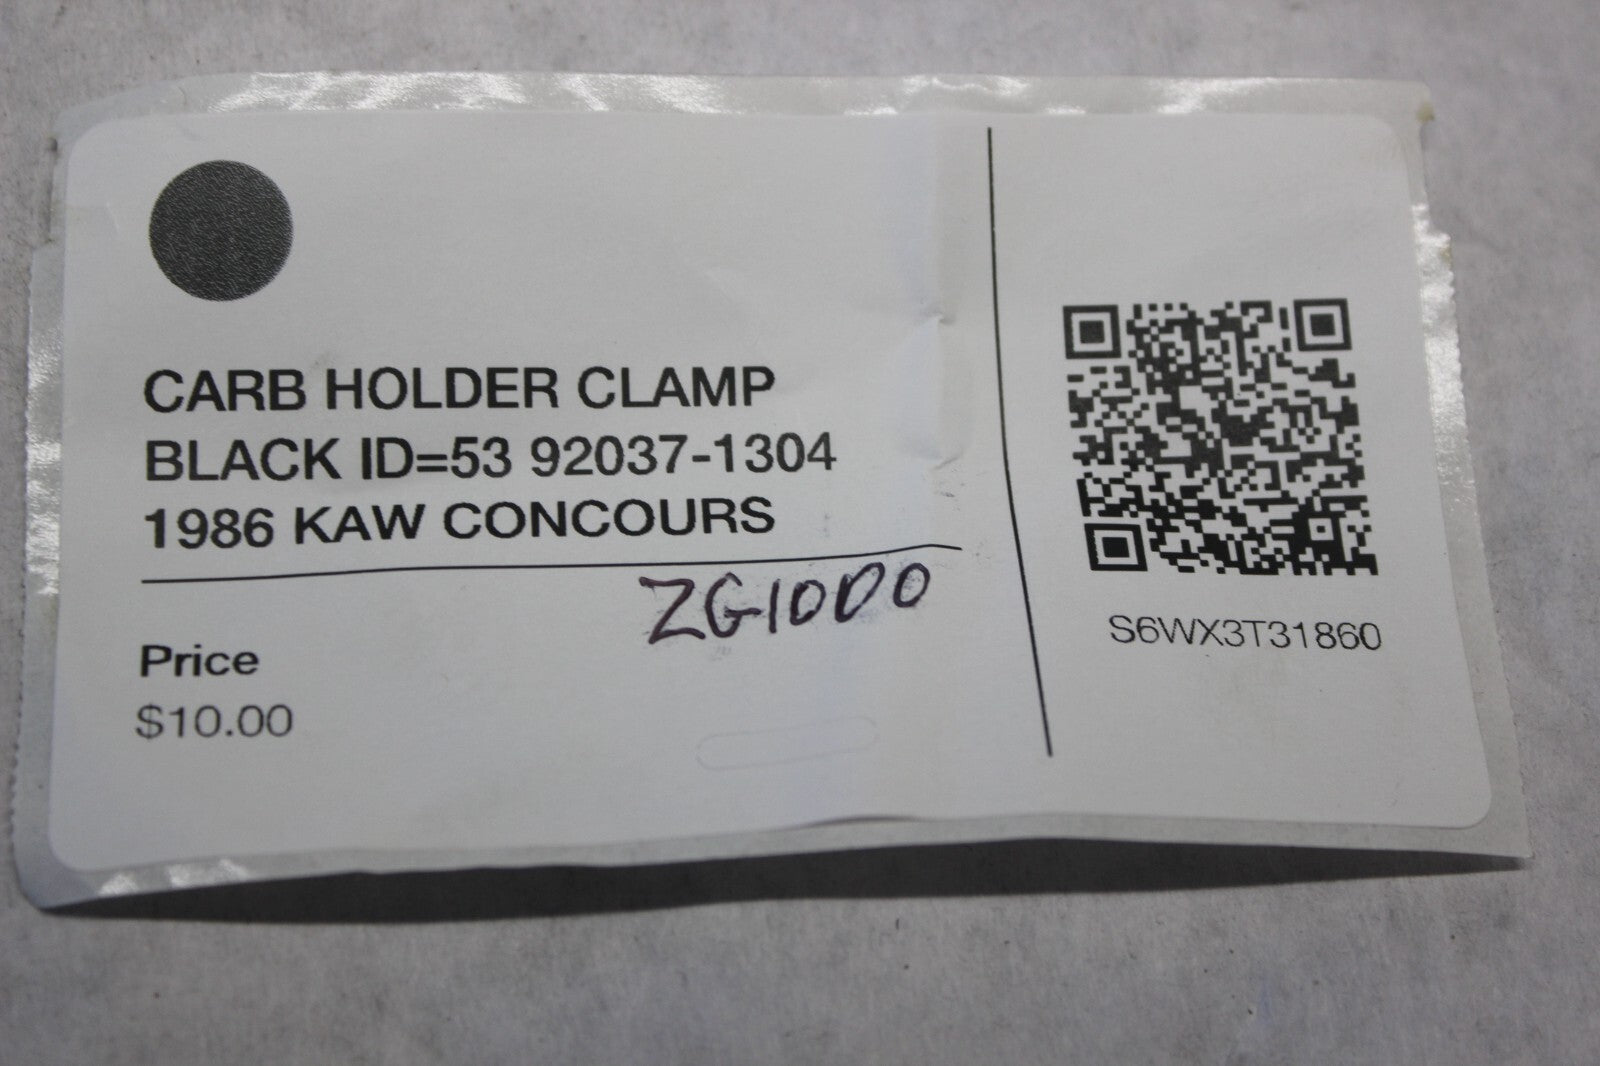 CARB HOLDER CLAMP
BLACK ID=53 92037-1304
1986 KAW CONCOURS
ZG1000
Price
$10.00
S6WX3T31860